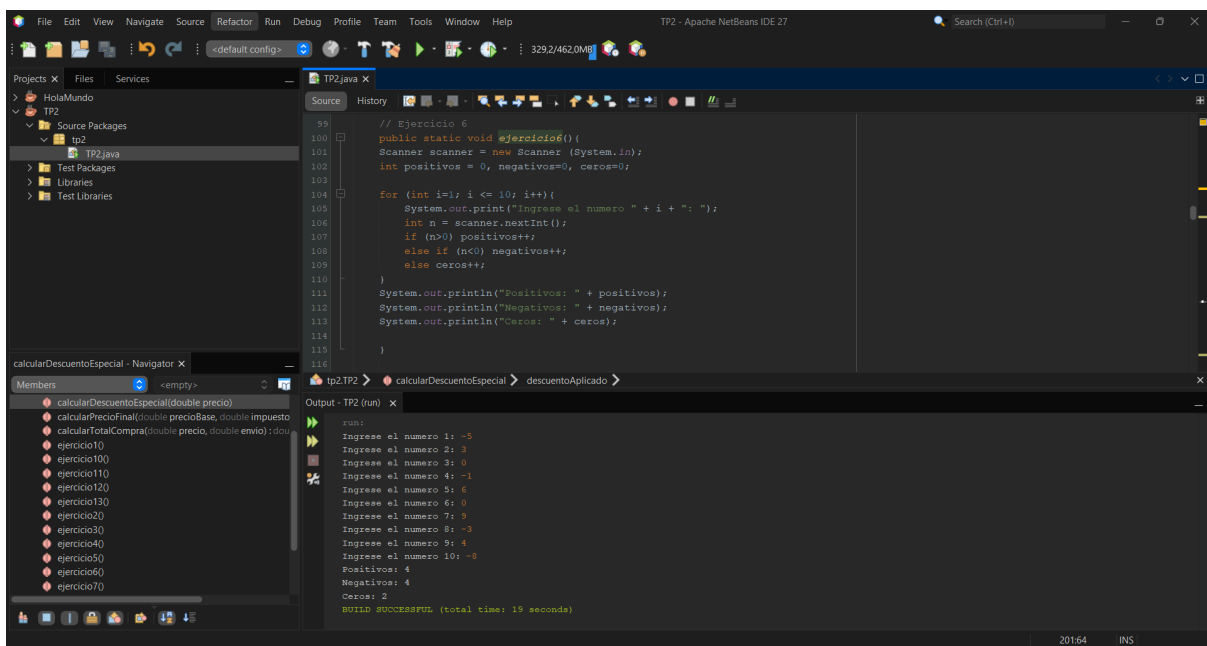 File Edit View Navigate Source Refactor Run Debug Profile Team Tools Window Help
TP2 - Apache NetBeans IDE 27
Search (Ctrl+I)
<default config>
329,2/462,0MB
Projects Files Services
HolaMundo
TP2
Source Packages
tp2
TP2.java
Test Packages
Libraries
Test Libraries
TP2.java
Source History
99 // Ejercicio 6
100 public static void ejercicio6(){
101 Scanner scanner = new Scanner (System.in);
102 int positivos = 0, negativos=0, ceros=0;
103
104 for (int i=1; i <= 10; i++){
105 System.out.print("Ingrese el numero " + i + ": ");
106 int n = scanner.nextInt();
107 if (n>0) positivos++;
108 else if (n<0) negativos++;
109 else ceros++;
110 }
111 System.out.println("Positivos: " + positivos);
112 System.out.println("Negativos: " + negativos);
113 System.out.println("Ceros: " + ceros);
114
115 }
116
tp2.TP2 calcularDescuentoEspecial descuentoAplicado
calcularDescuentoEspecial - Navigator
Members <empty>
calcularDescuentoEspecial(double precio)
calcularPrecioFinal(double precioBase, double impuesto
calcularTotalCompra(double precio, double envio) : dou
ejercicio1()
ejercicio10()
ejercicio11()
ejercicio12()
ejercicio13()
ejercicio2()
ejercicio3()
ejercicio4()
ejercicio5()
ejercicio6()
ejercicio7()
Output - TP2 (run)
run:
Ingrese el numero 1: -5
Ingrese el numero 2: 3
Ingrese el numero 3: 0
Ingrese el numero 4: -1
Ingrese el numero 5: 6
Ingrese el numero 6: 0
Ingrese el numero 7: 9
Ingrese el numero 8: -3
Ingrese el numero 9: 4
Ingrese el numero 10: -8
Positivos: 4
Negativos: 4
Ceros: 2
BUILD SUCCESSFUL (total time: 19 seconds)
201:64 INS